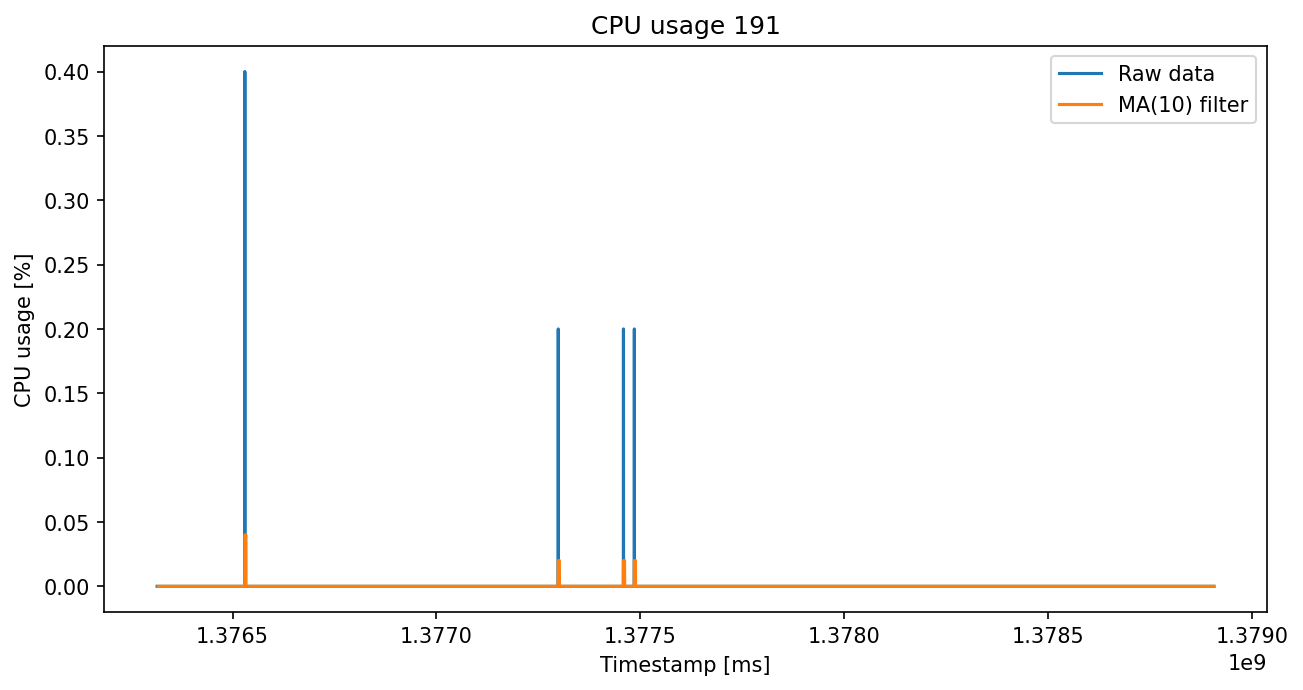 CPU usage 191
Raw data
MA(10) filter
CPU usage [%]
0.40
0.35
0.30
0.25
0.20
0.15
0.10
0.05
0.00
1.3765 1.3770 1.3775 1.3780 1.3785 1.3790
1e9
Timestamp [ms]